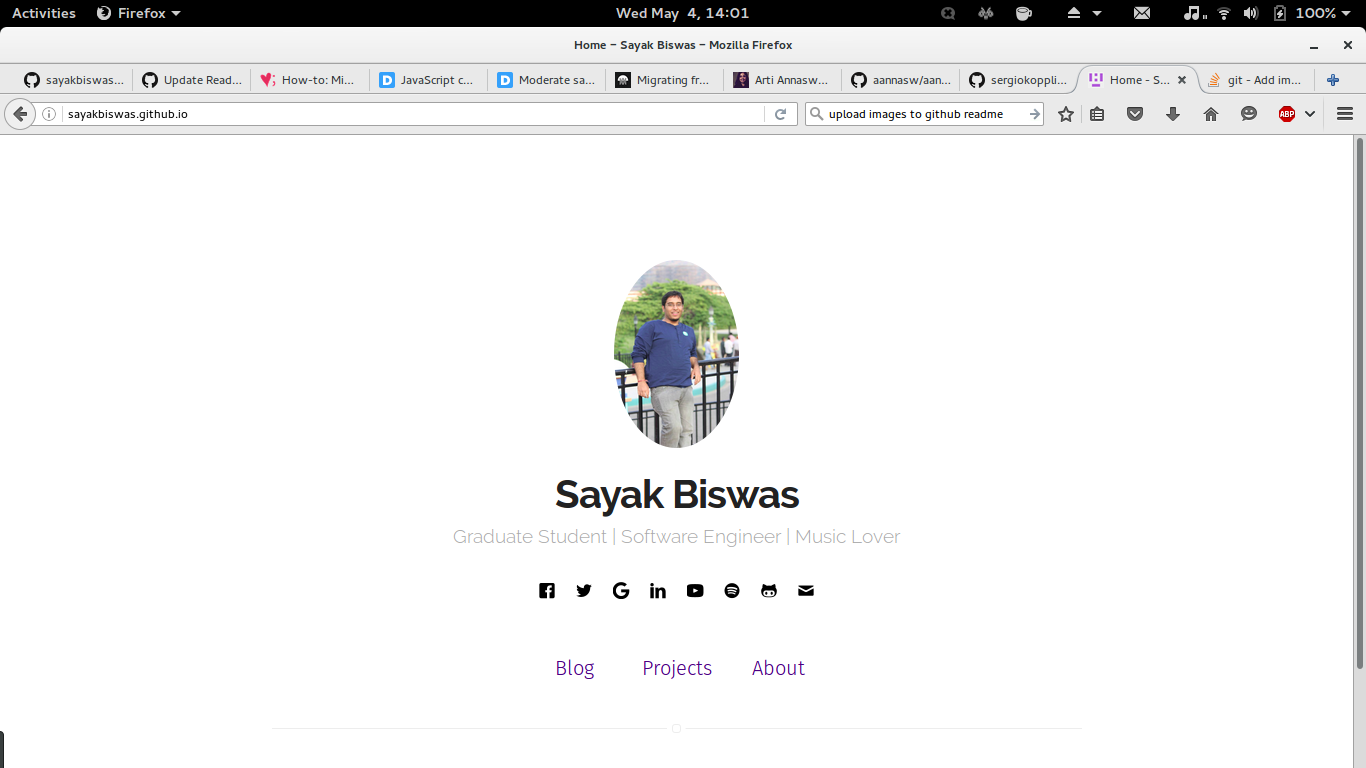 Activities Firefox Wed May 4, 14:01 100%
Home - Sayak Biswas - Mozilla Firefox
sayakbiswas... Update Read... How-to: Mi... JavaScript c... Moderate sa... Migrating fr... Arti Annasw... aannasw/aan... sergiokoppli... Home - S... git - Add im...
sayakbiswas.github.io upload images to github readme ABP
Sayak Biswas
Graduate Student | Software Engineer | Music Lover
Blog Projects About